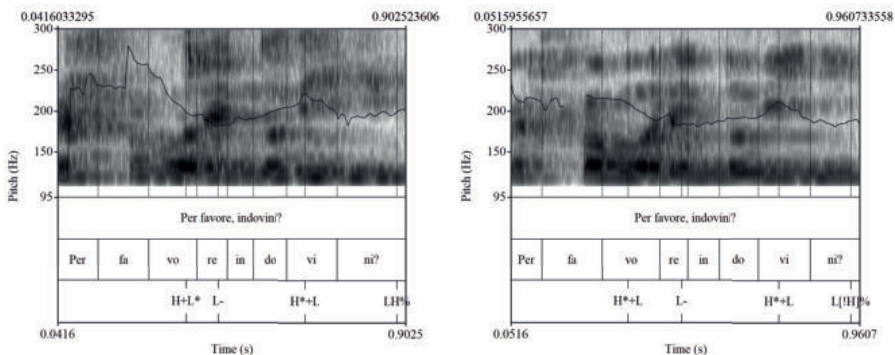 0.0416033295 0.902523606
300
250
200
150
95
Pitch (Hz)
Per favore, indovini?
Per fa vo re in do vi ni?
H+L* L- H*+L LH%
0.0416 0.9025
Time (s)
0.0515955657 0.960733558
300
250
200
150
95
Pitch (Hz)
Per favore, indovini?
Per fa vo re in do vi ni?
H*+L L- H*+L L[!H]%
0.0516 0.9607
Time (s)